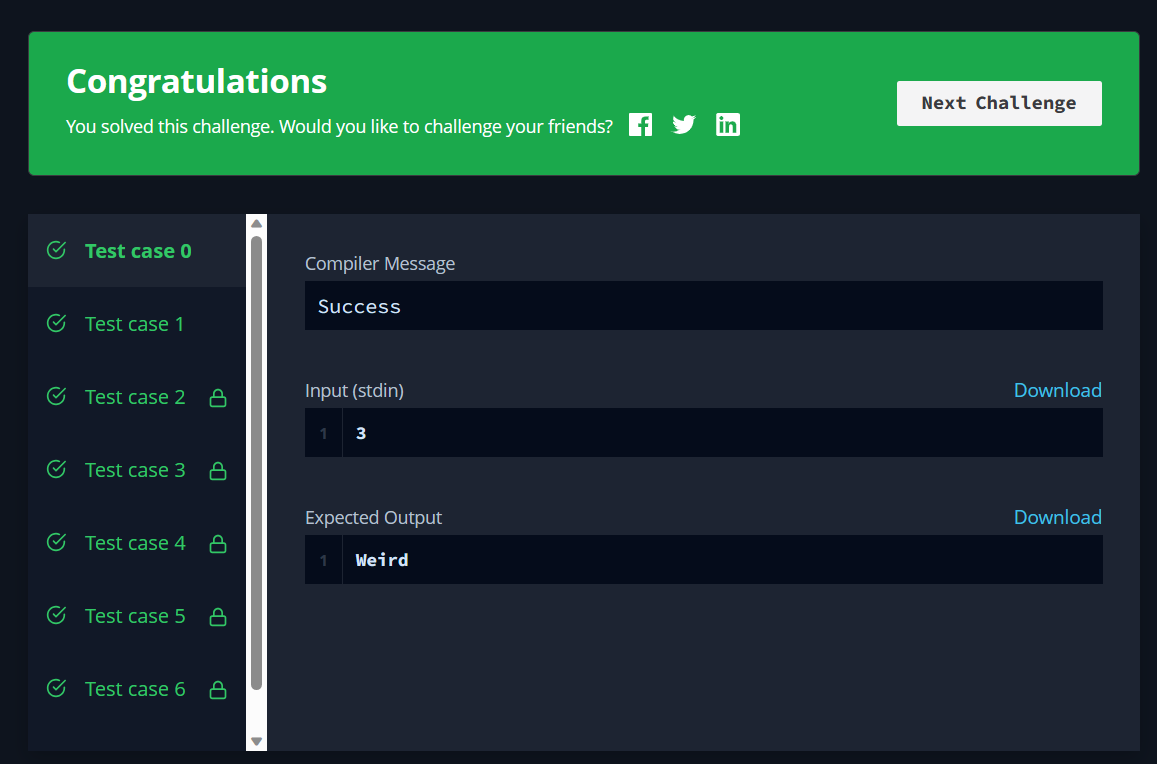 Congratulations
You solved this challenge. Would you like to challenge your friends?
Next Challenge
Test case 0
Test case 1
Test case 2
Test case 3
Test case 4
Test case 5
Test case 6
Compiler Message
Success
Input (stdin)
Download
1 3
Expected Output
Download
1 Weird